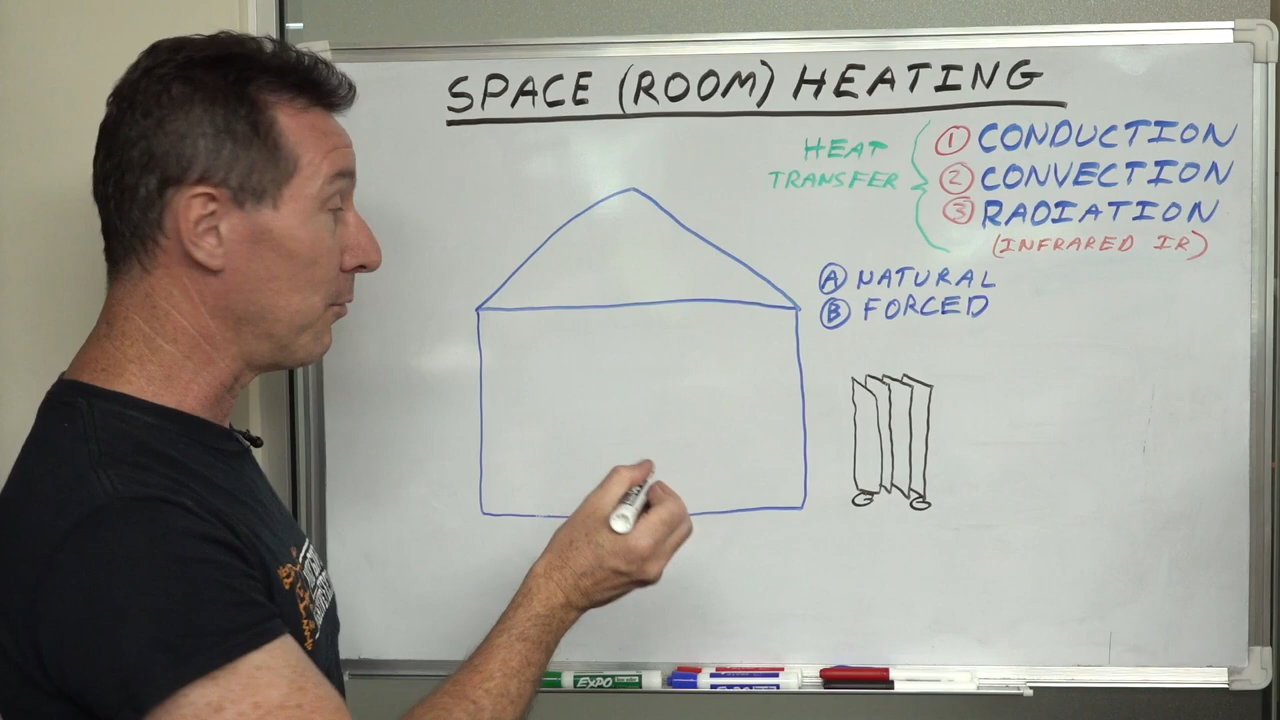 SPACE (ROOM) HEATING
HEAT
TRANSFER
1 CONDUCTION
2 CONVECTION
3 RADIATION
(INFRARED IR)
A NATURAL
B FORCED
EXPO